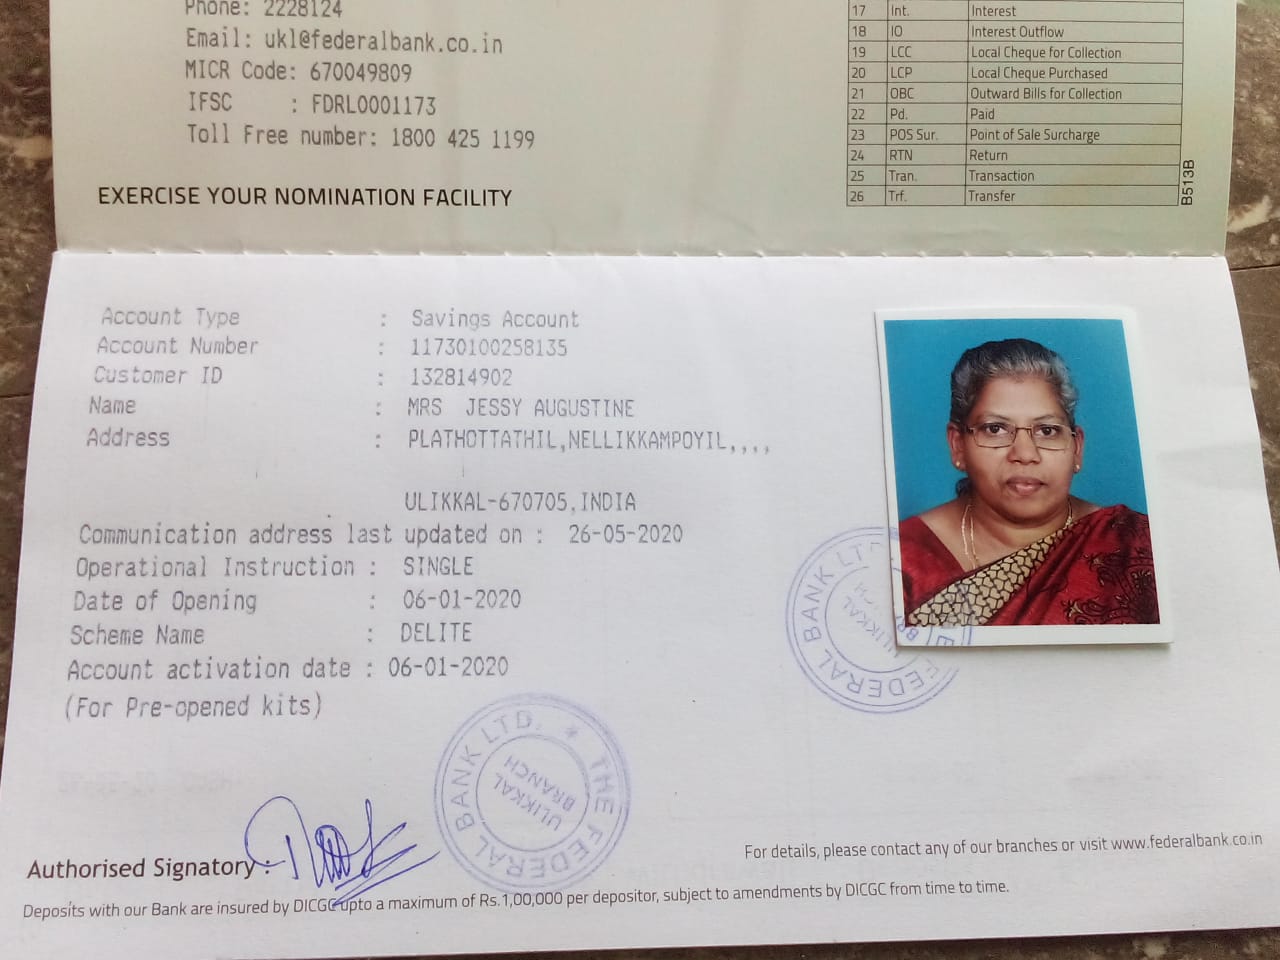 Phone: 2228124
Email: ukl@federalbank.co.in
MICR Code: 670049809
IFSC : FDRL0001173
Toll Free number: 1800 425 1199
EXERCISE YOUR NOMINATION FACILITY
17 Int. Interest
18 IO Interest Outflow
19 LCC Local Cheque for Collection
20 LCP Local Cheque Purchased
21 OBC Outward Bills for Collection
22 Pd. Paid
23 POS Sur. Point of Sale Surcharge
24 RTN Return
25 Tran. Transaction
26 Trf. Transfer
B513B
Account Type : Savings Account
Account Number : 11730100258135
Customer ID : 132814902
Name : MRS JESSY AUGUSTINE
Address : PLATHOTTATHIL,NELLIKKAMPOYIL,,,,
ULIKKAL-670705,INDIA
Communication address last updated on : 26-05-2020
Operational Instruction : SINGLE
Date of Opening : 06-01-2020
Scheme Name : DELITE
Account activation date : 06-01-2020
(For Pre-opened kits)
FEDERAL BANK LTD.
ULIKKAL
THE FEDERAL BANK LTD. *
ULIKKAL
BRANCH
Authorised Signatory :
For details, please contact any of our branches or visit www.federalbank.co.in
Deposits with our Bank are insured by DICGC upto a maximum of Rs.1,00,000 per depositor, subject to amendments by DICGC from time to time.